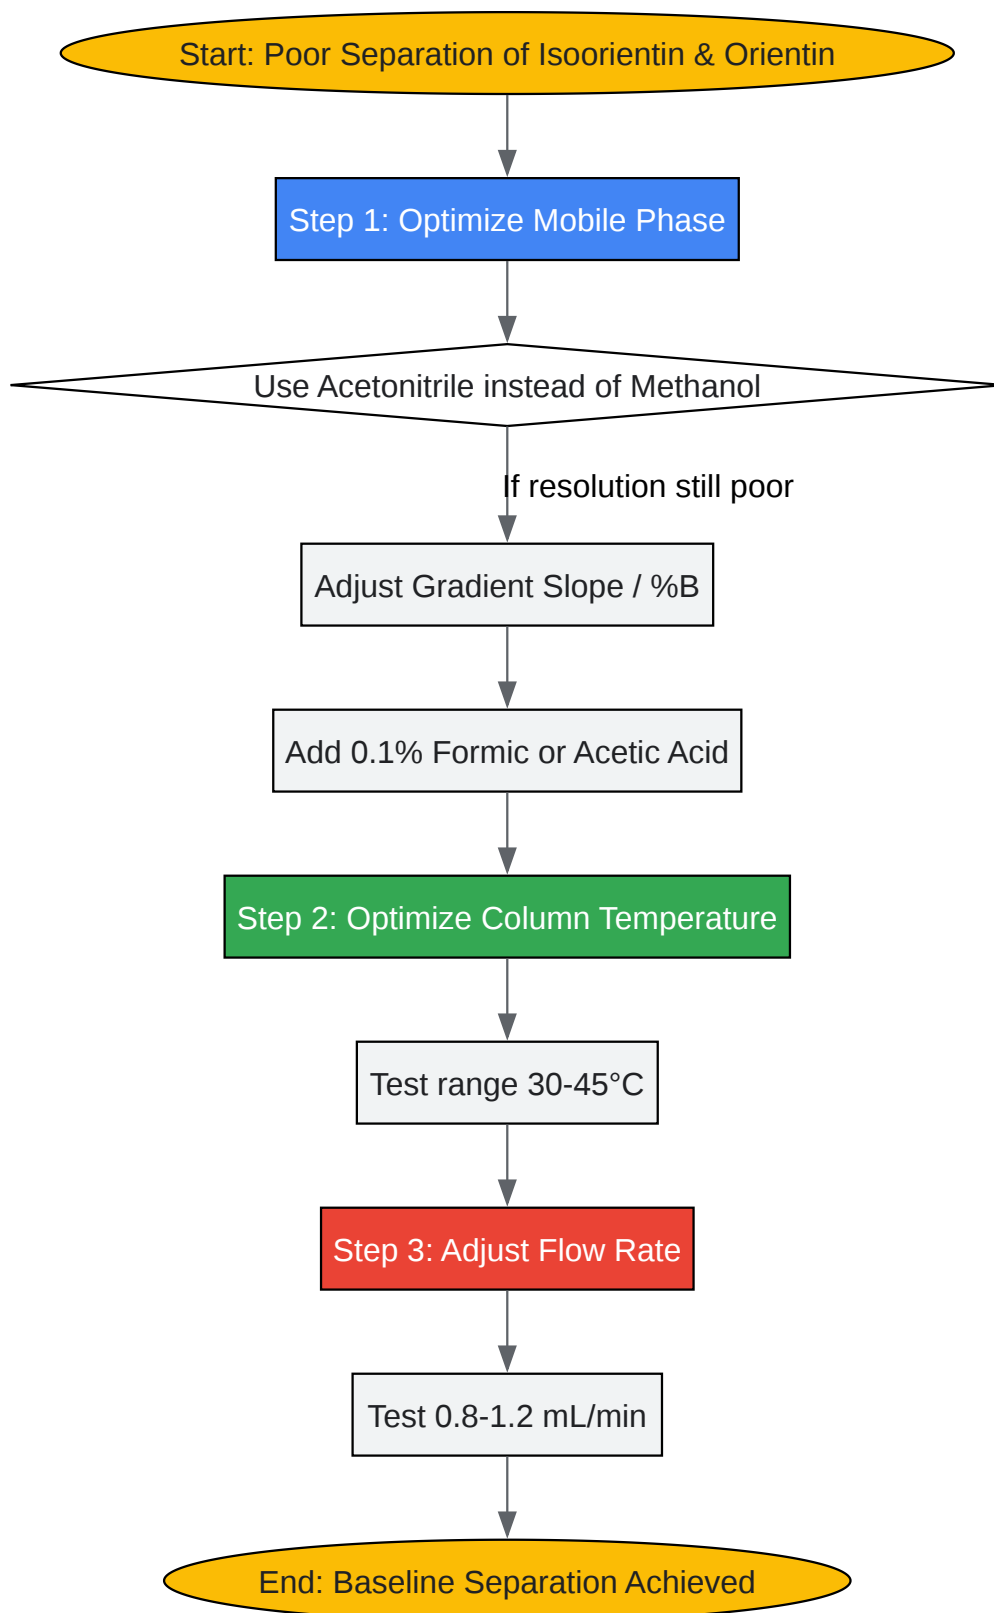 Start: Poor Separation of Isoorientin & Orientin
Step 1: Optimize Mobile Phase
Use Acetonitrile instead of Methanol
If resolution still poor
Adjust Gradient Slope / %B
Add 0.1% Formic or Acetic Acid
Step 2: Optimize Column Temperature
Test range 30-45°C
Step 3: Adjust Flow Rate
Test 0.8-1.2 mL/min
End: Baseline Separation Achieved